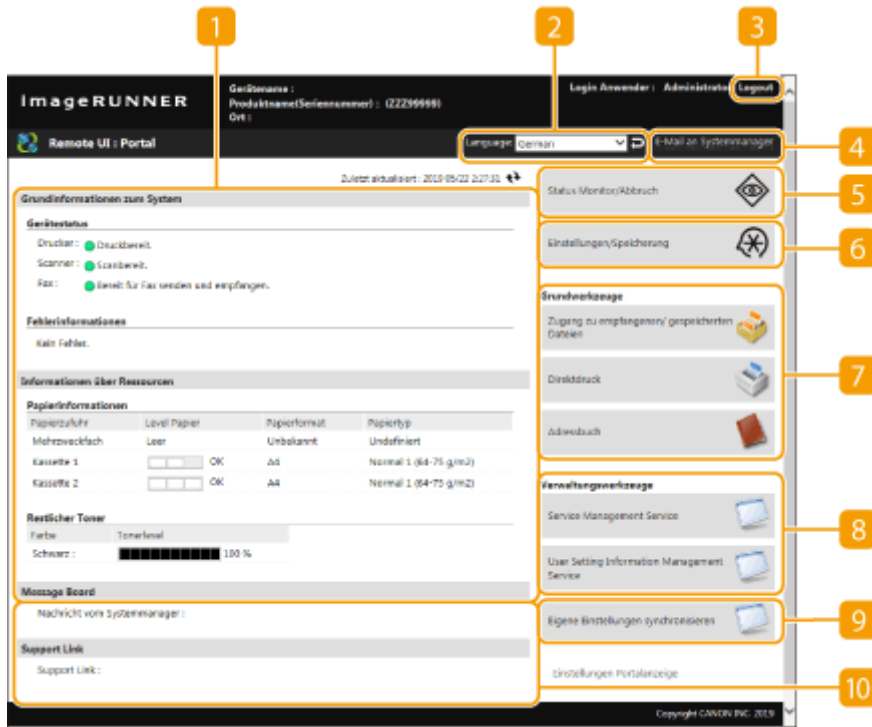 1
2
3
imageRUNNER
Gerätename :
Produktname(Seriennummer) : (ZZZ99999)
Ort :
Login Anwender : Administrator Logout
Remote UI : Portal
Language: German
E-Mail an Systemmanager
4
Zuletzt aktualisiert : 2019 05/22 2:27:31
Grundinformationen zum System
Gerätestatus
Drucker : Druckbereit.
Scanner : Scanbereit.
Fax : Bereit für Fax senden und empfangen.
Fehlerinformationen
Kein Fehler.
Informationen über Ressourcen
Papierinformationen
Papierzufuhr Level Papier Papierformat Papiertyp
Mehrzweckfach Leer Unbekannt Undefiniert
Kassette 1 OK A4 Normal 1 (64-75 g/m2)
Kassette 2 OK A4 Normal 1 (64-75 g/m2)
Restlicher Toner
Farbe Tonerlevel
Schwarz : 100 %
Message Board
Nachricht vom Systemmanager :
Support Link
Support Link :
Status Monitor/Abbruch
5
Einstellungen/Speicherung
6
Grundwerkzeuge
Zugang zu empfangenen/ gespeicherten
Dateien
Direktdruck
7
Adressbuch
Verwaltungswerkzeuge
Service Management Service
8
User Setting Information Management
Service
Eigene Einstellungen synchronisieren
9
Einstellungen Portalanzeige
10
Copyright CANON INC. 2019